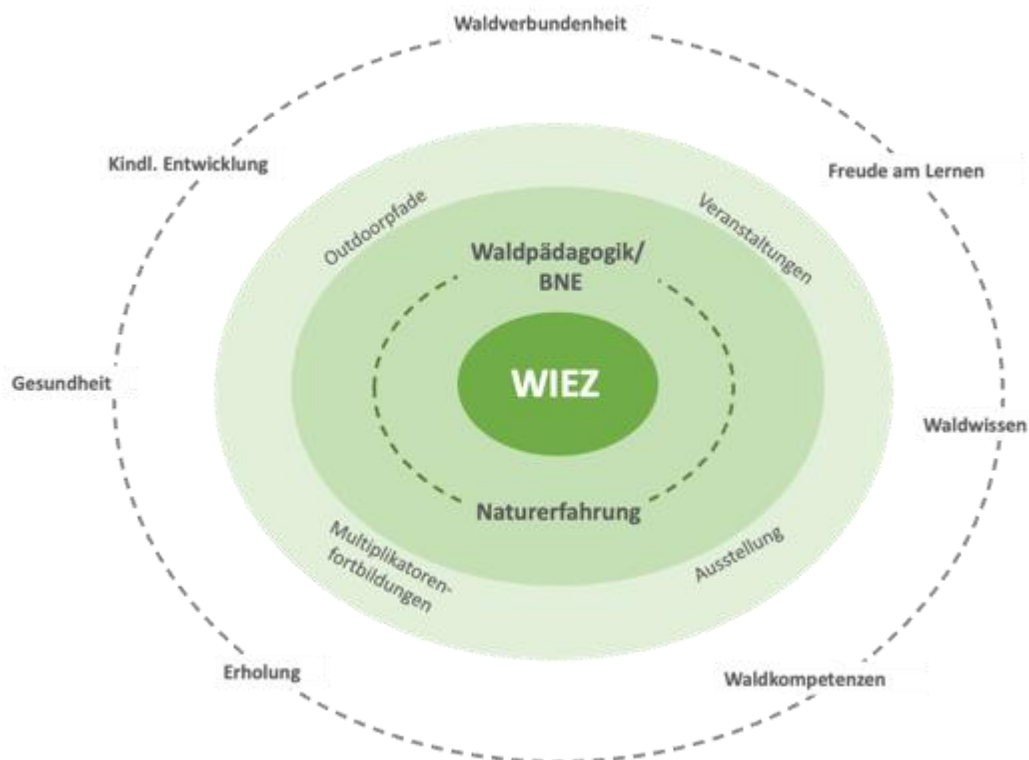 Waldverbundenheit
Kindl. Entwicklung
Freude am Lernen
Outdoorpfade
Veranstaltungen
Waldpädagogik/
BNE
WIEZ
Gesundheit
Waldwissen
Naturerfahrung
Multiplikatoren-
fortbildungen
Ausstellung
Erholung
Waldkompetenzen